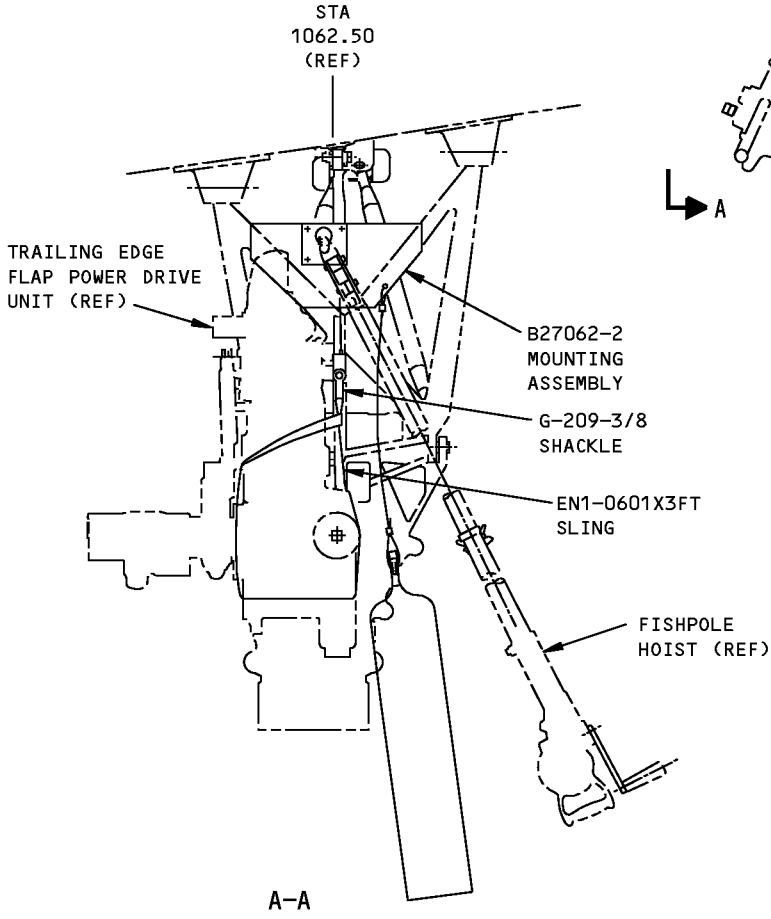 STA
1062.50
(REF)
A
TRAILING EDGE
FLAP POWER DRIVE
UNIT (REF)
B27062-2
MOUNTING
ASSEMBLY
G-209-3/8
SHACKLE
EN1-0601X3FT
SLING
FISHPOLE
HOIST (REF)
A-A